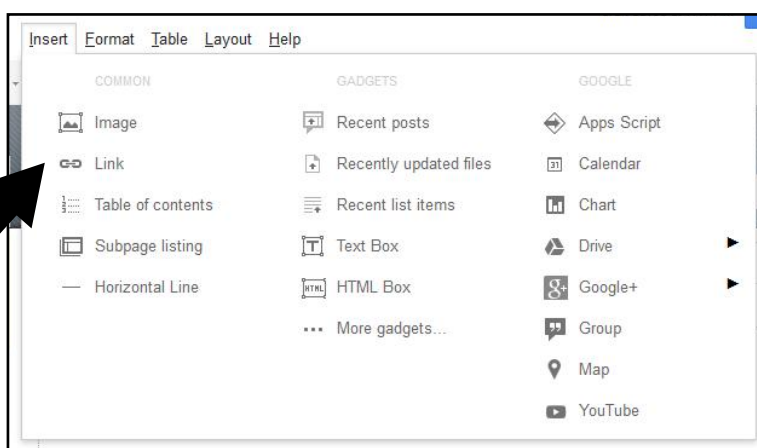 Insert Format Table Layout Help
COMMON GADGETS GOOGLE
Image Recent posts Apps Script
Link Recently updated files 31 Calendar
Table of contents Recent list items Chart
Subpage listing T Text Box Drive
Horizontal Line HTML HTML Box g+ Google+
More gadgets... Group
Map
YouTube